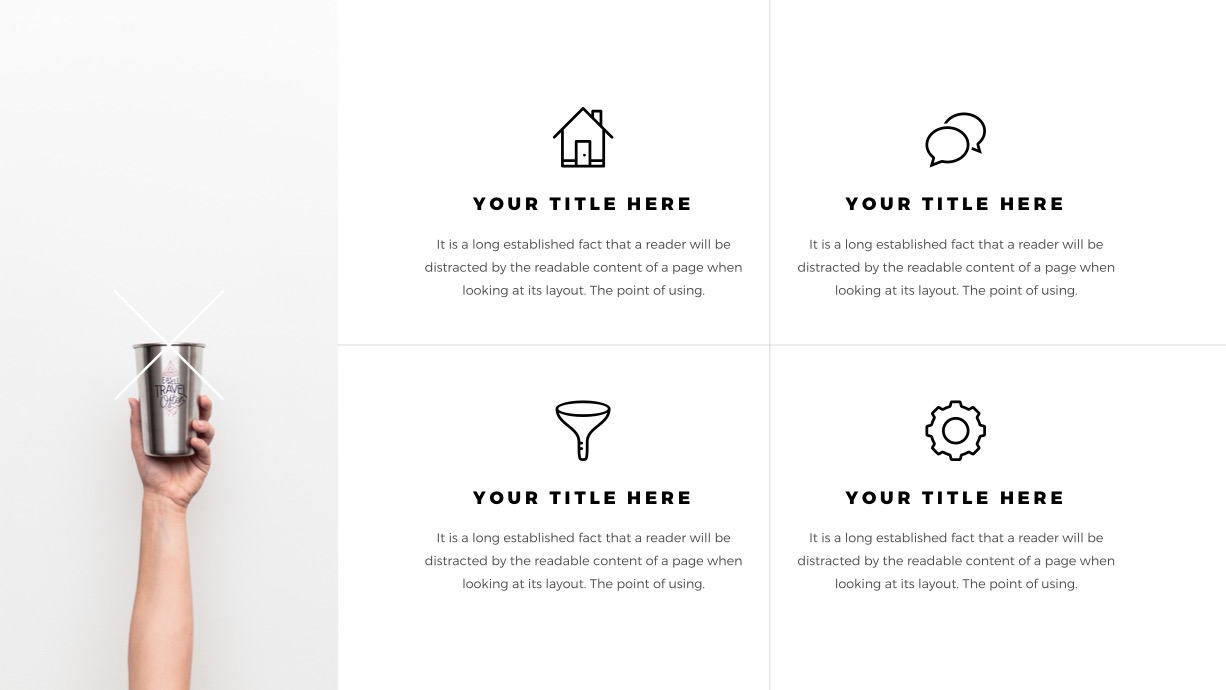 EARLY
TRAVEL
Often
YOUR TITLE HERE
It is a long established fact that a reader will be
distracted by the readable content of a page when
looking at its layout. The point of using.
YOUR TITLE HERE
It is a long established fact that a reader will be
distracted by the readable content of a page when
looking at its layout. The point of using.
YOUR TITLE HERE
It is a long established fact that a reader will be
distracted by the readable content of a page when
looking at its layout. The point of using.
YOUR TITLE HERE
It is a long established fact that a reader will be
distracted by the readable content of a page when
looking at its layout. The point of using.